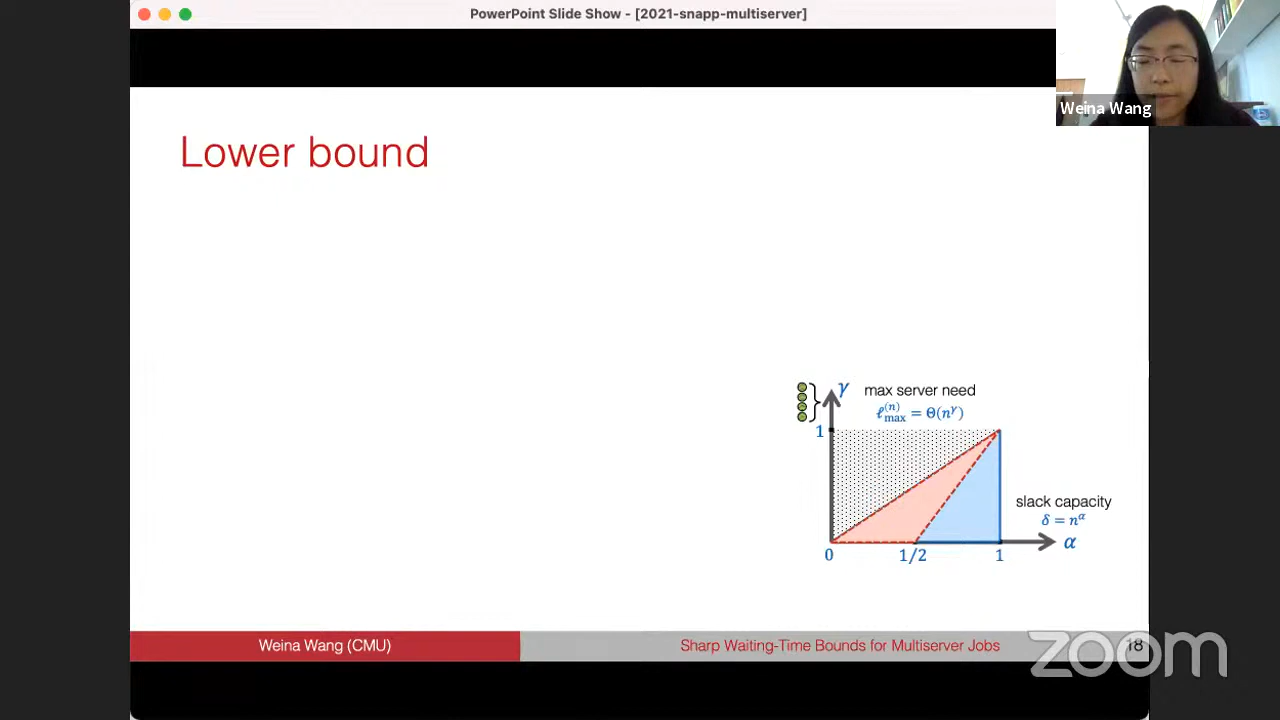 PowerPoint Slide Show - [2021-snapp-multiserver]
Weina Wang
Lower bound
γ max server need
ℓ_max^(n) = Θ(n^γ)
1
slack capacity
δ = n^α
α
0 1/2 1
Weina Wang (CMU) Sharp Waiting-Time Bounds for Multiserver Jobs 18
zoom